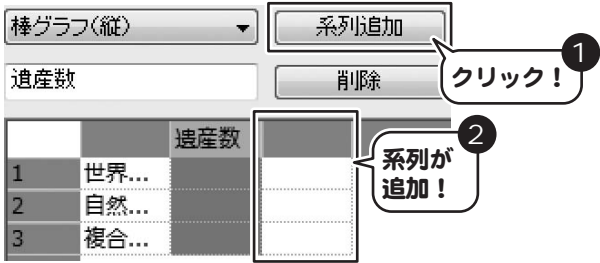 棒グラフ(縦) 系列追加
1
クリック！
遺産数 削除
遺産数
2
系列が
追加！
1 世界...
2 自然...
3 複合...